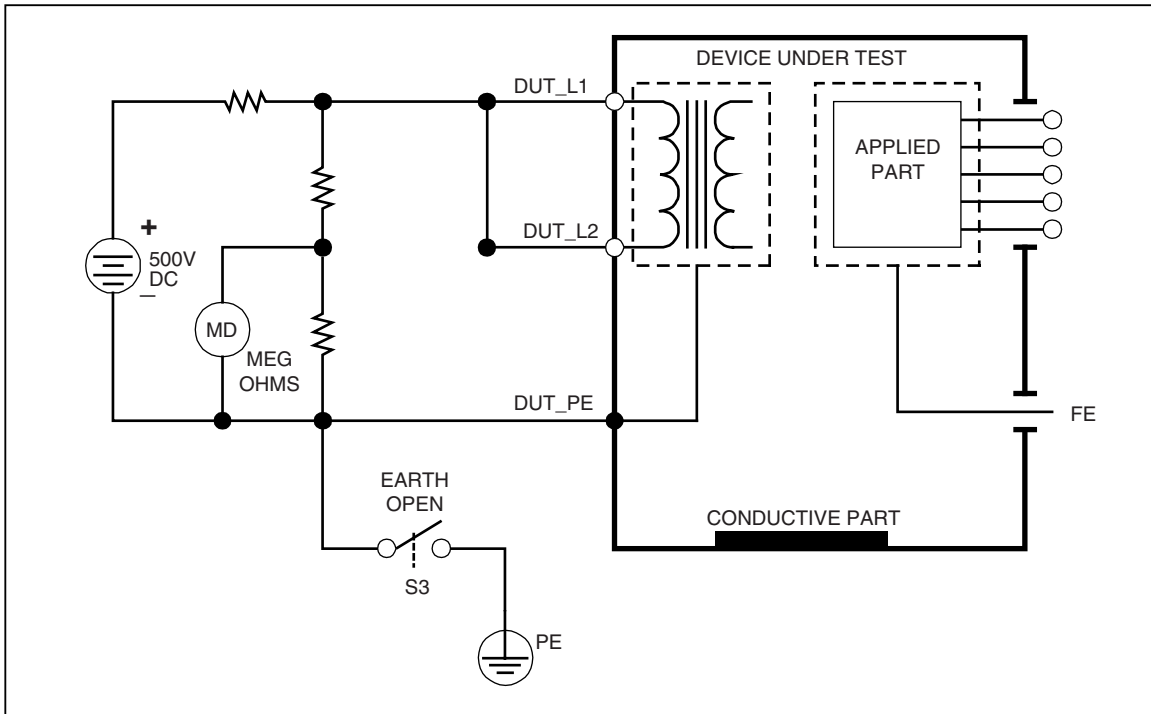 DEVICE UNDER TEST
DUT_L1
APPLIED
PART
DUT_L2
+
500V
DC
–
MD
MEG
OHMS
DUT_PE
FE
EARTH
OPEN
CONDUCTIVE PART
S3
PE